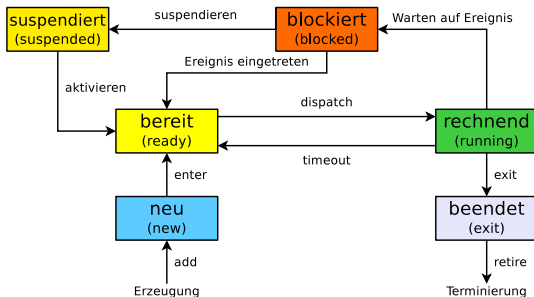 suspendiert
(suspended)
suspendieren
blockiert
(blocked)
Warten auf Ereignis
Ereignis eingetreten
aktivieren
bereit
(ready)
dispatch
timeout
rechnend
(running)
enter
exit
neu
(new)
beendet
(exit)
add
retire
Erzeugung
Terminierung